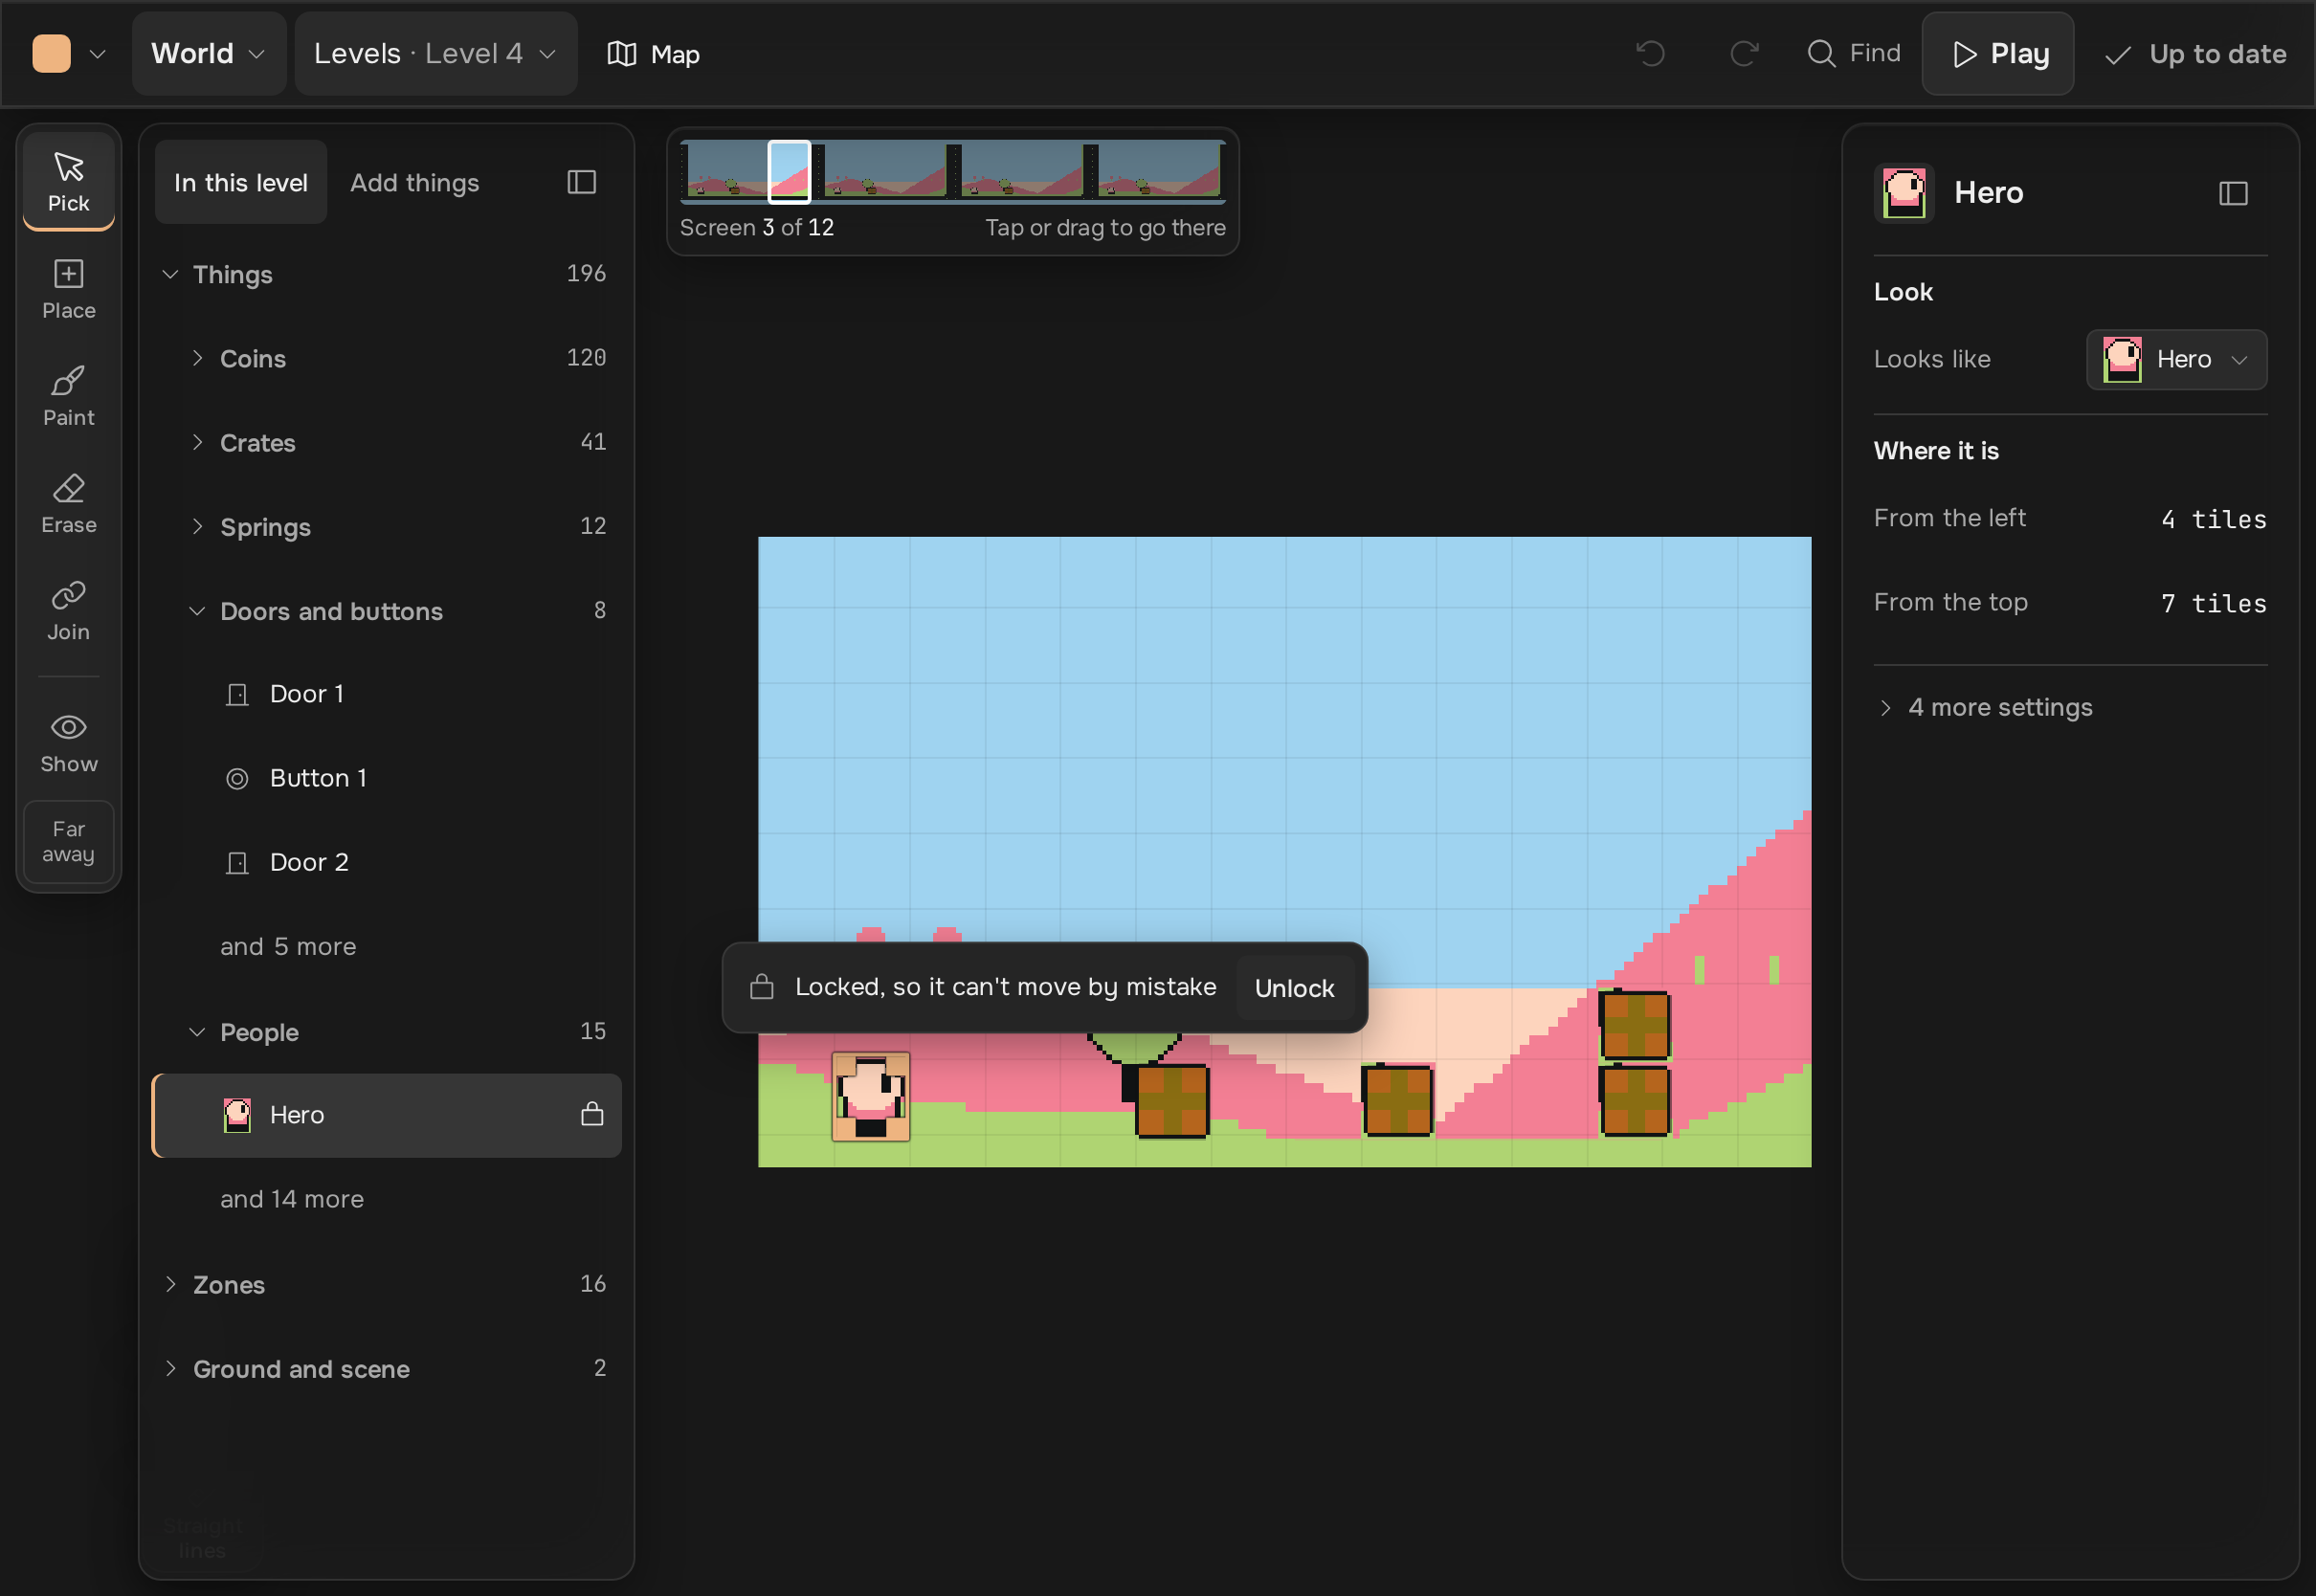 World
Levels · Level 4
Map
Find
Play
Up to date
Pick
Place
Paint
Erase
Join
Show
Far
away
In this level
Add things
Things 196
Coins 120
Crates 41
Springs 12
Doors and buttons 8
Door 1
Button 1
Door 2
and 5 more
People 15
Hero
and 14 more
Zones 16
Ground and scene 2
Straight
lines
Screen 3 of 12
Tap or drag to go there
Locked, so it can't move by mistake
Unlock
Hero
Look
Looks like
Hero
Where it is
From the left
4 tiles
From the top
7 tiles
4 more settings